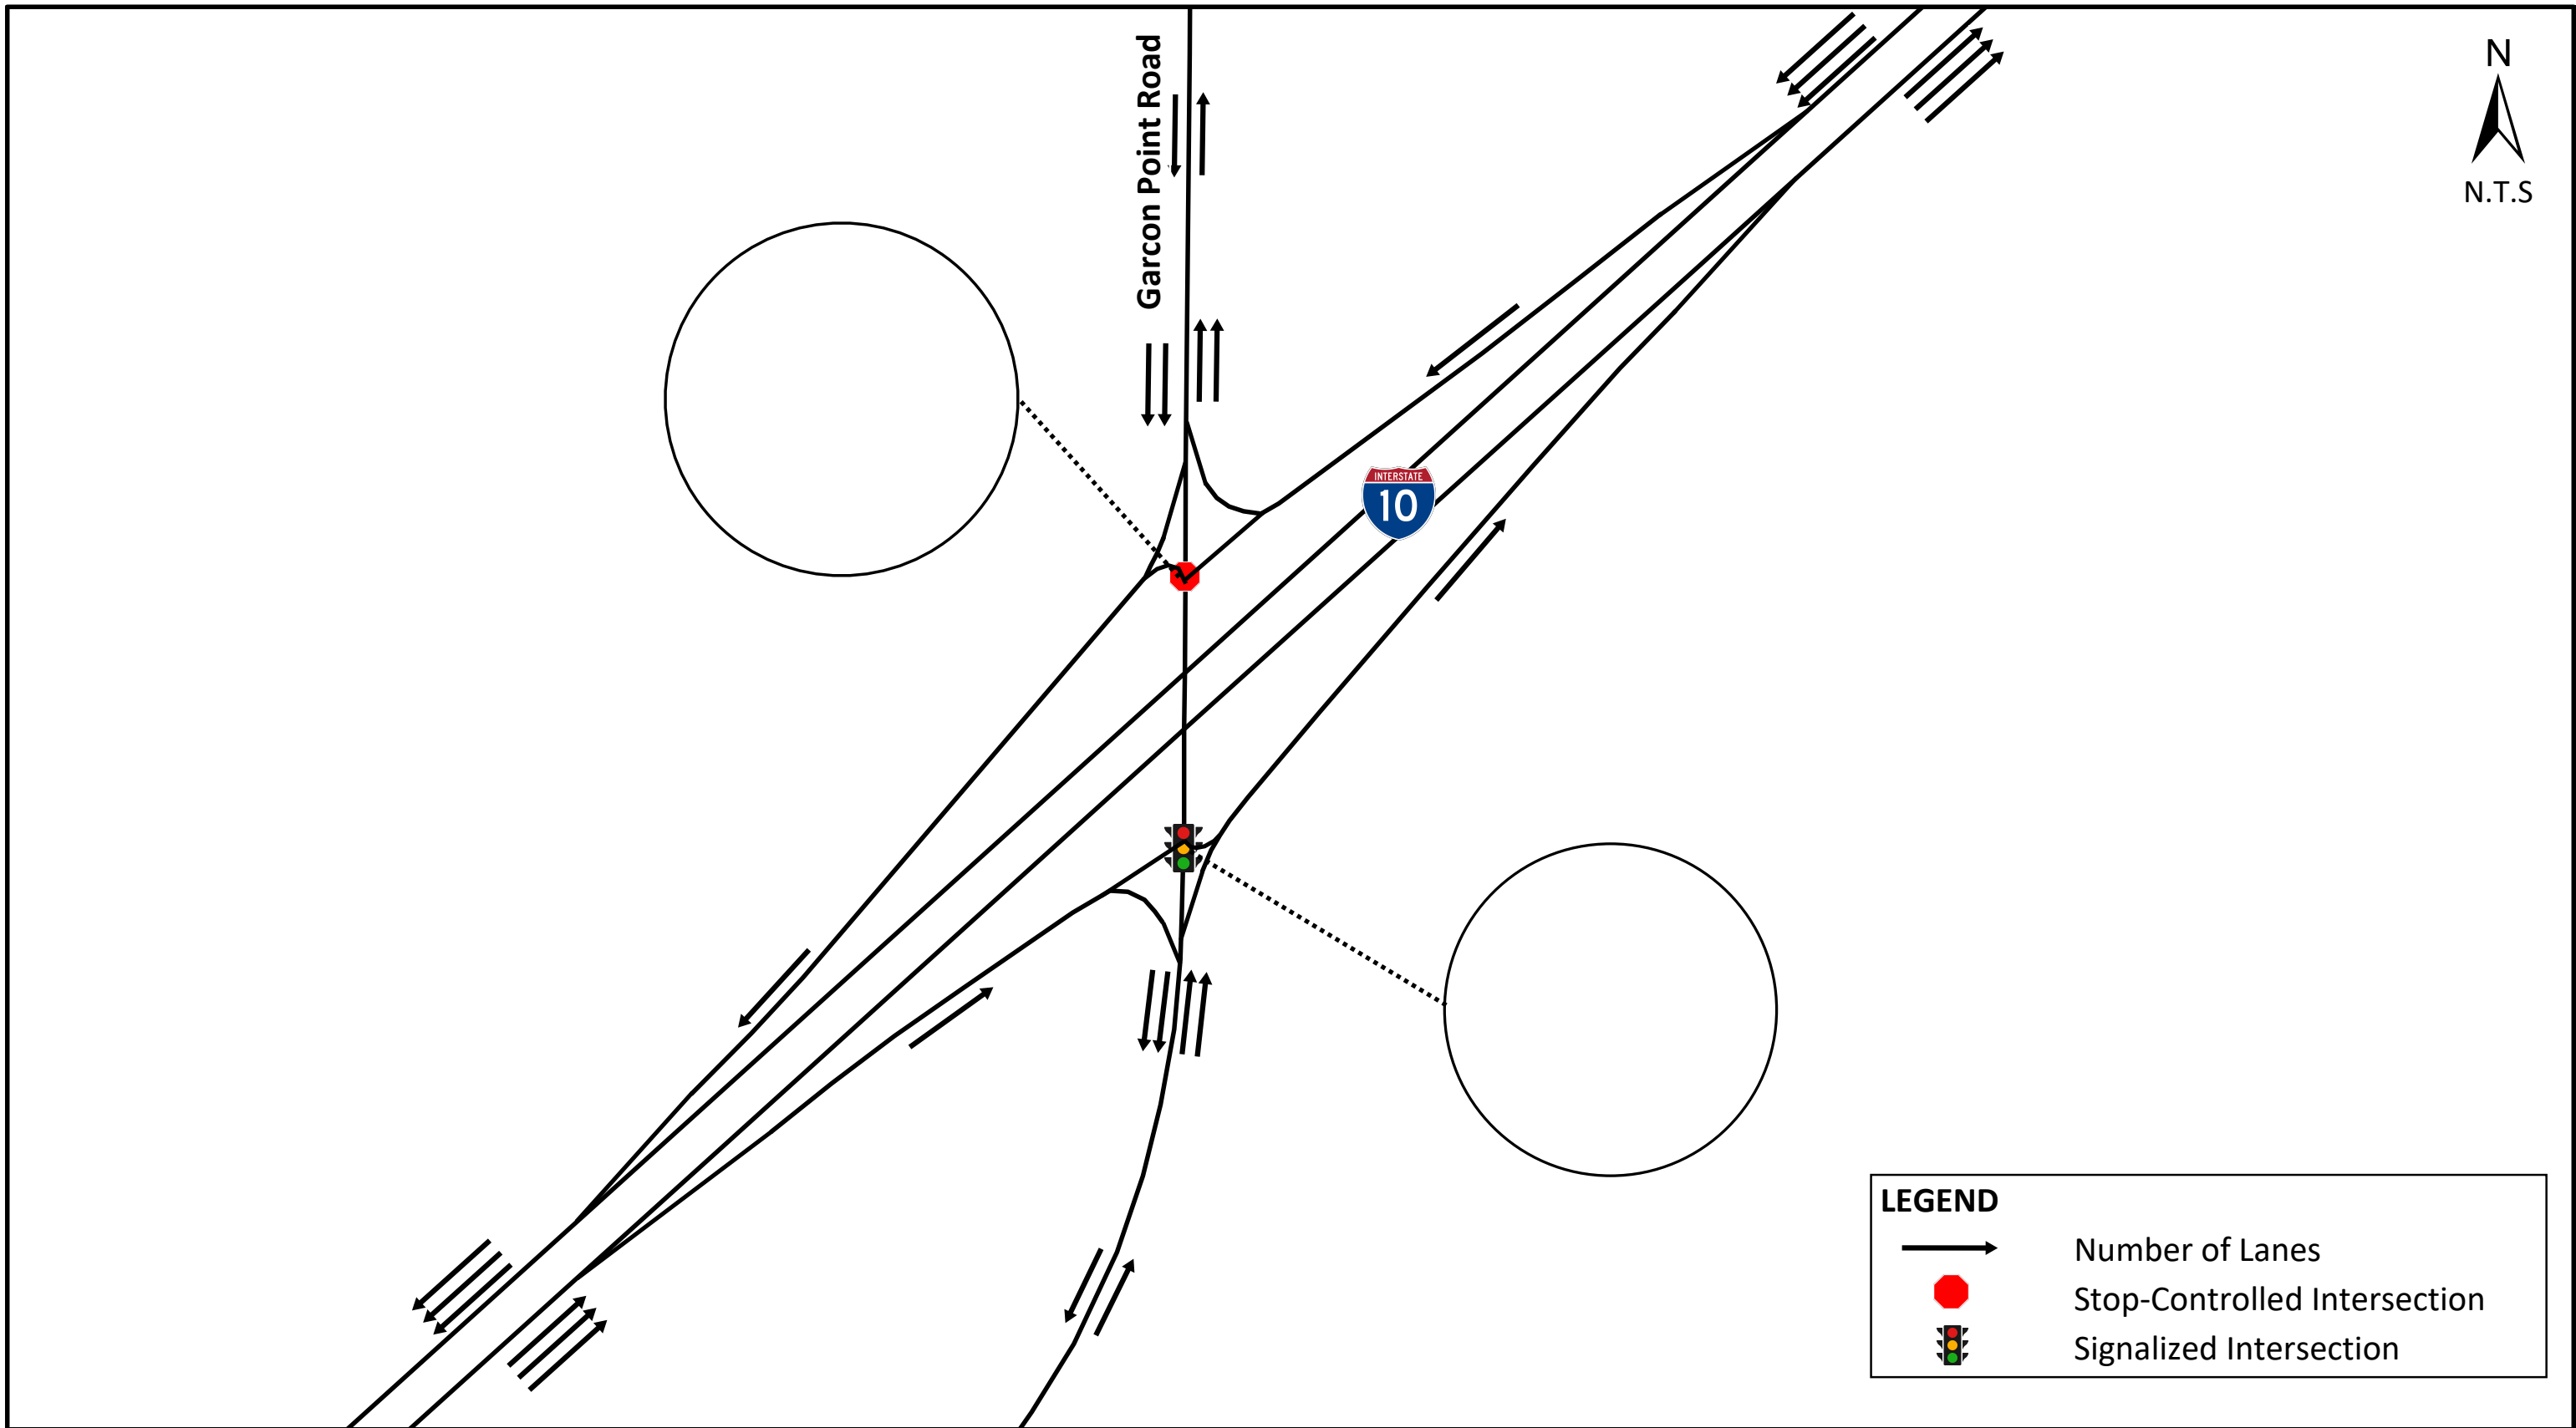 Garcon Point Road
N
N.T.S
INTERSTATE
10
LEGEND
Number of Lanes
Stop-Controlled Intersection
Signalized Intersection